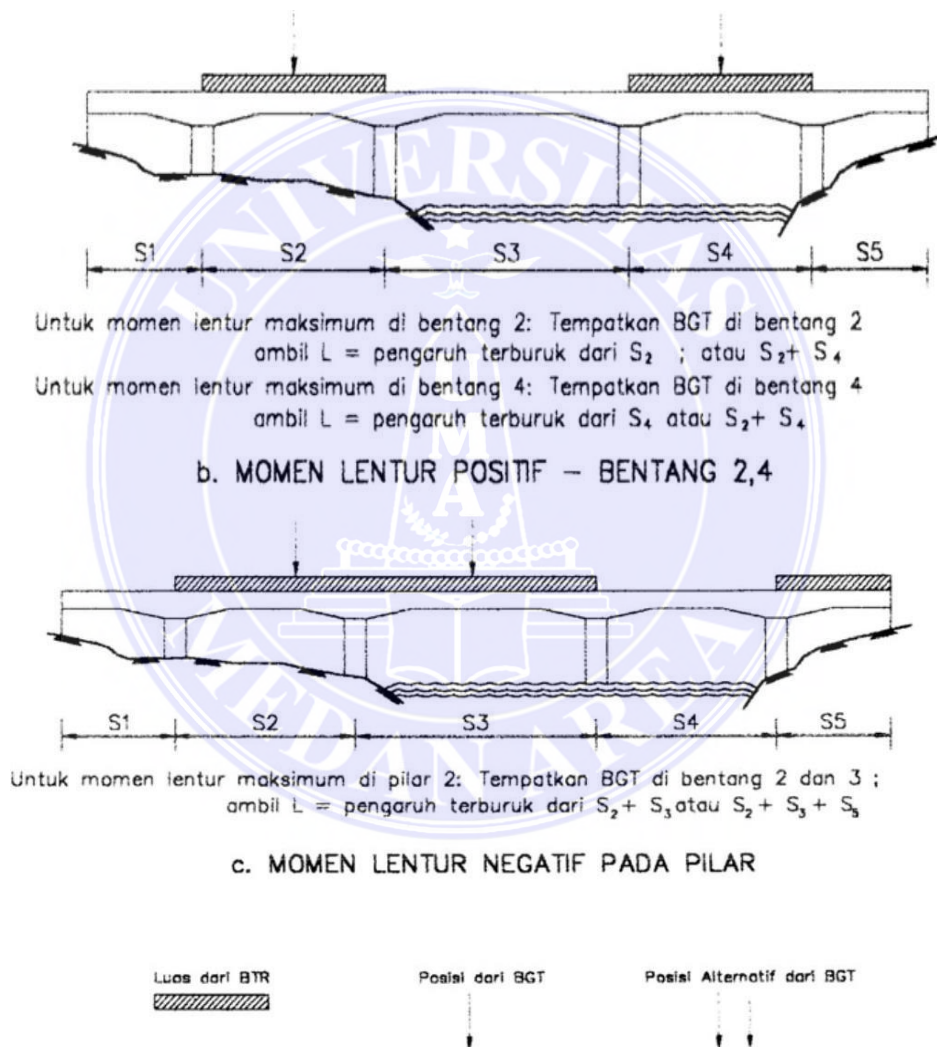 S1 S2 S3 S4 S5
Untuk momen lentur maksimum di bentang 2: Tempatkan BGT di bentang 2
ambil L = pengaruh terburuk dari S₂ ; atau S₂+ S₄
Untuk momen lentur maksimum di bentang 4: Tempatkan BGT di bentang 4
ambil L = pengaruh terburuk dari S₄ atau S₂+ S₄
b. MOMEN LENTUR POSITIF – BENTANG 2,4
S1 S2 S3 S4 S5
Untuk momen lentur maksimum di pilar 2: Tempatkan BGT di bentang 2 dan 3 ;
ambil L = pengaruh terburuk dari S₂+ S₃ atau S₂ + S₃ + S₅
c. MOMEN LENTUR NEGATIF PADA PILAR
Luas dari BTR Posisi dari BGT Posisi Alternatif dari BGT
UNIVERSITAS
MEDAN AREA
UMA